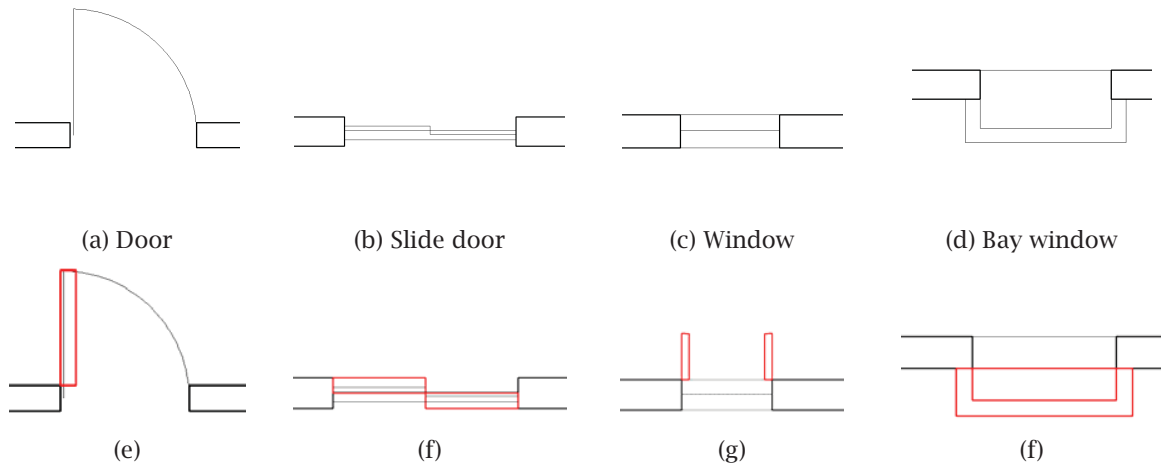 (a) Door
(b) Slide door
(c) Window
(d) Bay window
(e)
(f)
(g)
(f)